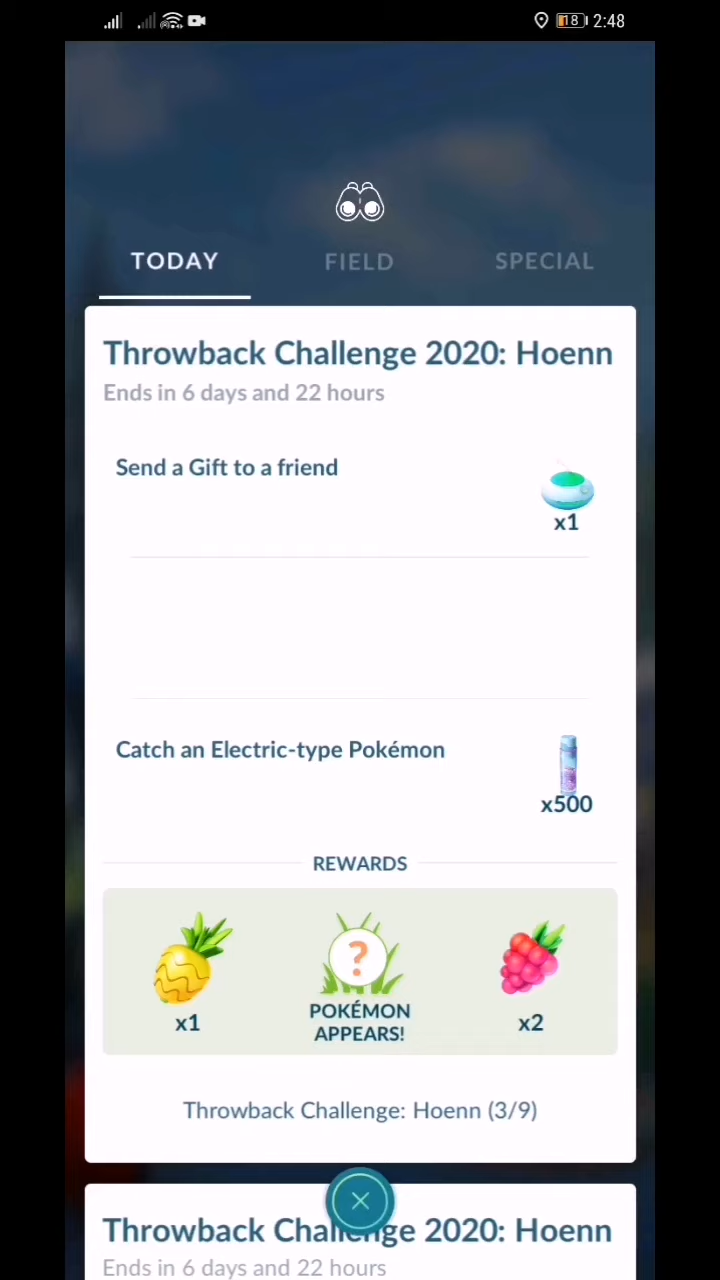 18 2:48
TODAY FIELD SPECIAL
Throwback Challenge 2020: Hoenn
Ends in 6 days and 22 hours
Send a Gift to a friend
x1
Catch an Electric-type Pokémon
x500
REWARDS
?
POKÉMON
APPEARS!
x1 x2
Throwback Challenge: Hoenn (3/9)
Throwback Challenge 2020: Hoenn
Ends in 6 days and 22 hours